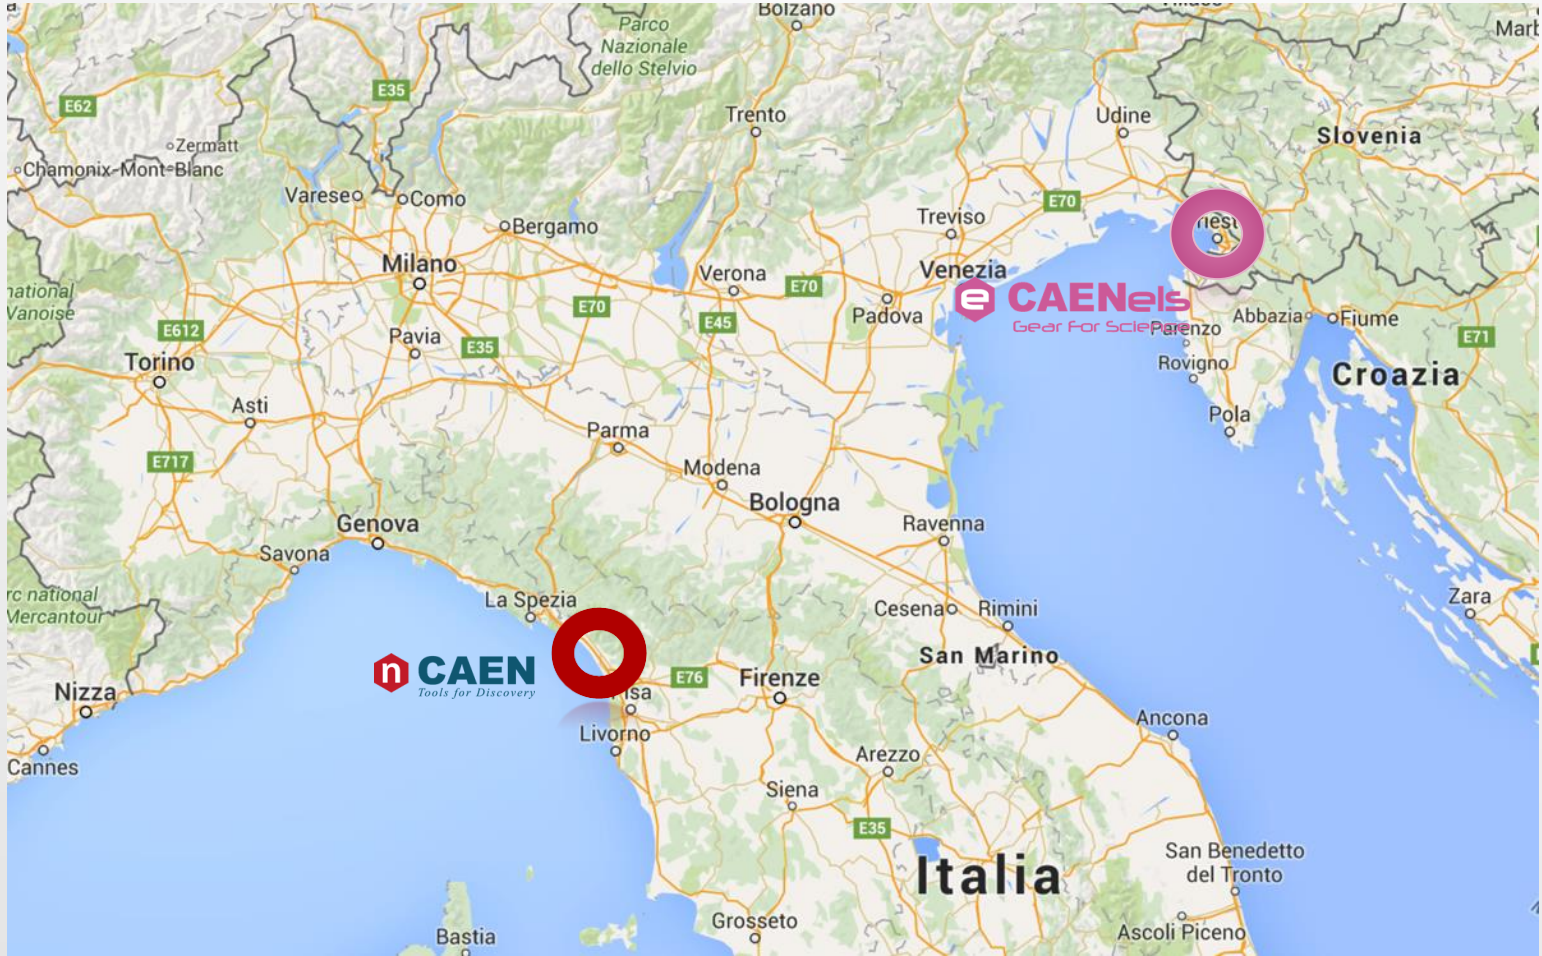 Bolzano
Parco
Nazionale
dello Stelvio
E35
E62
Trento
Udine
Slovenia
Zermatt
Chamonix-Mont-Blanc
Varese
Como
E70
Treviso
Bergamo
Milano
Verona
Venezia
E70
national
Vanoise
E70
Padova
e CAENels
Gear For Science
Parenzo
Abbazia
Fiume
E612
Pavia
E35
E45
E71
Torino
Rovigno
Croazia
Asti
Pola
Parma
E717
Modena
Bologna
Genova
Ravenna
Savona
La Spezia
national
Mercantour
Cesena
Rimini
Zara
n CAEN
Tools for Discovery
San Marino
E76
Firenze
Nizza
Livorno
Ancona
Cannes
Arezzo
Siena
E35
San Benedetto
del Tronto
Italia
Grosseto
Ascoli Piceno
Bastia